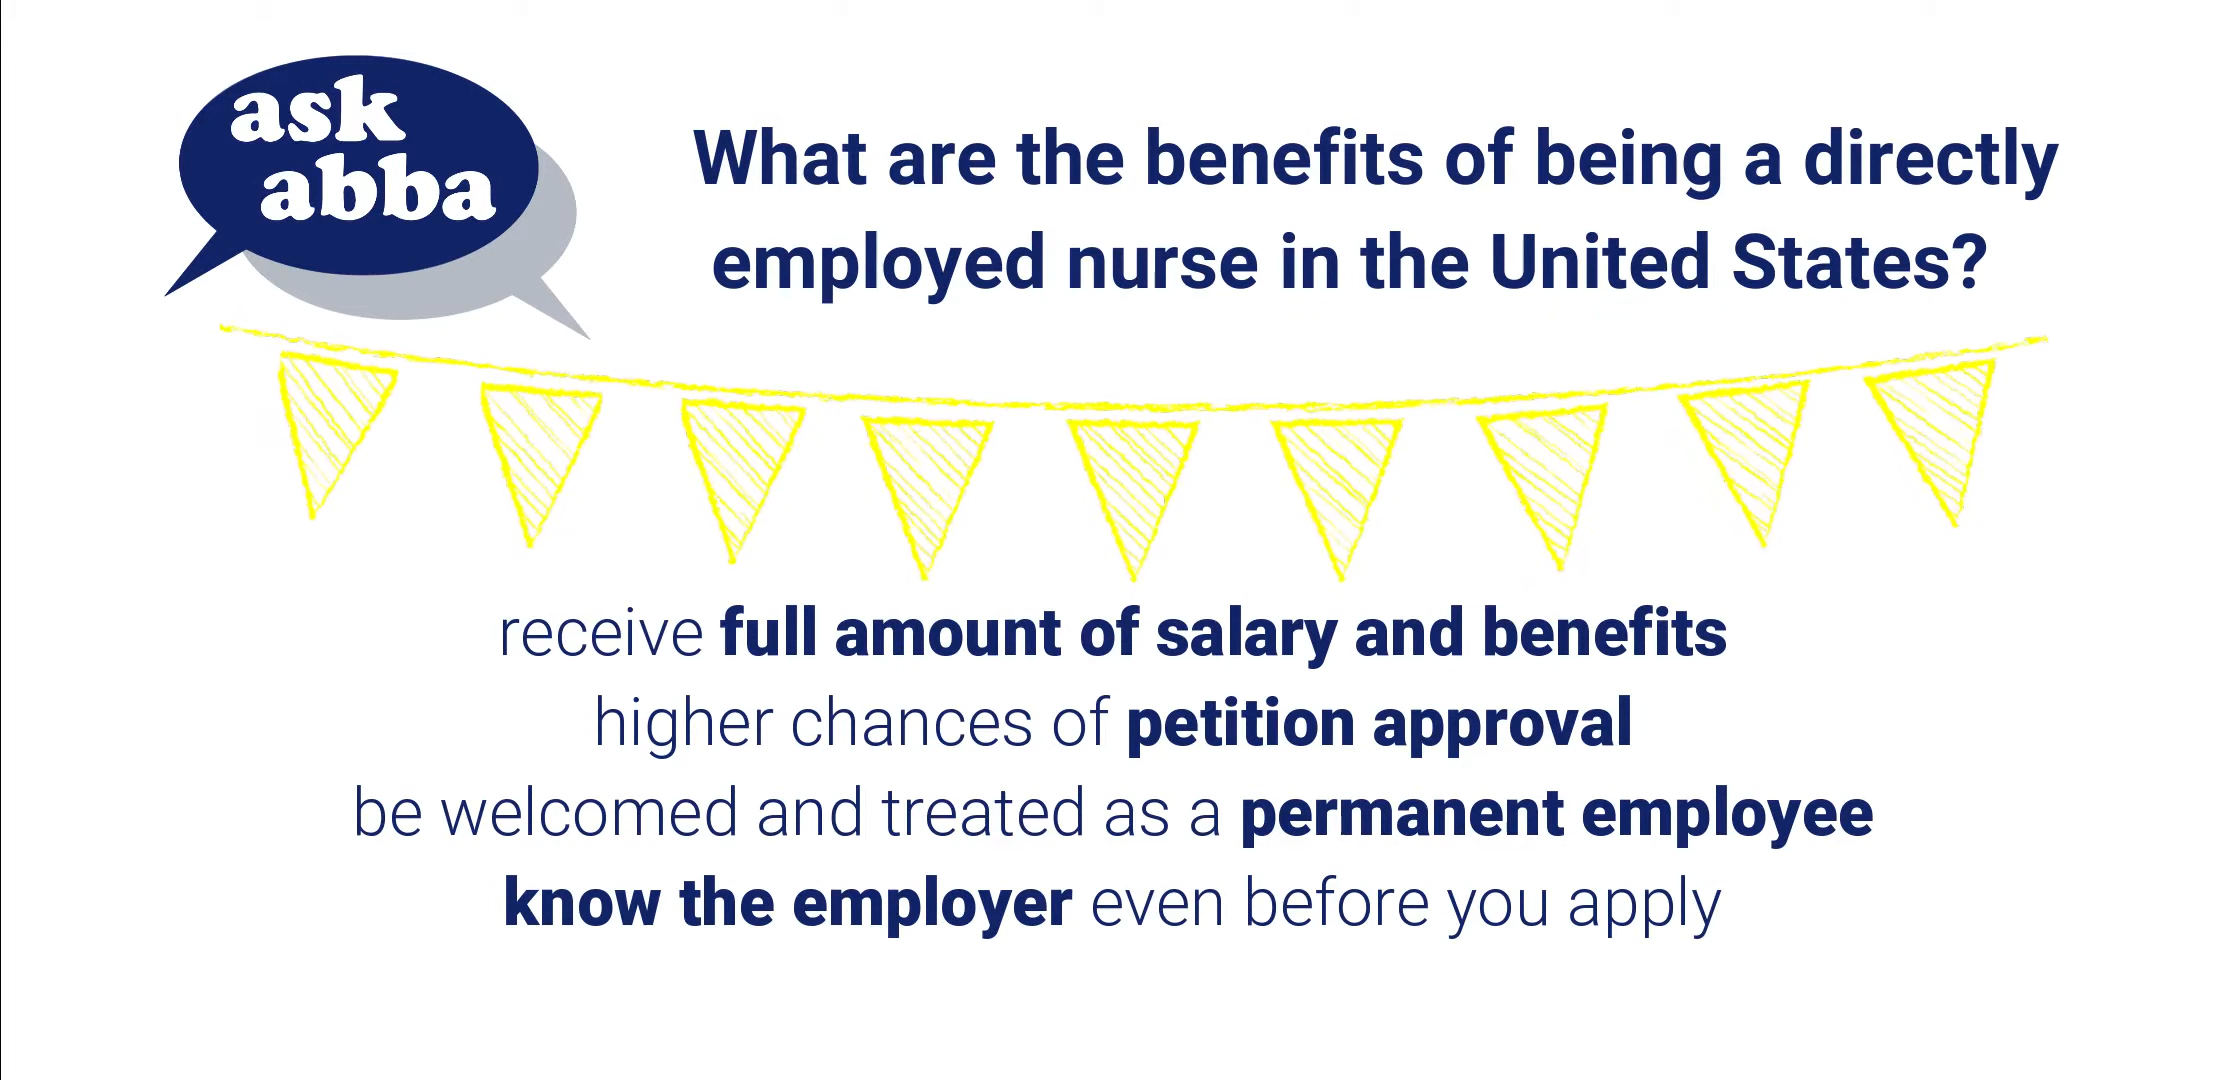 ask
abba
What are the benefits of being a directly
employed nurse in the United States?
receive full amount of salary and benefits
higher chances of petition approval
be welcomed and treated as a permanent employee
know the employer even before you apply